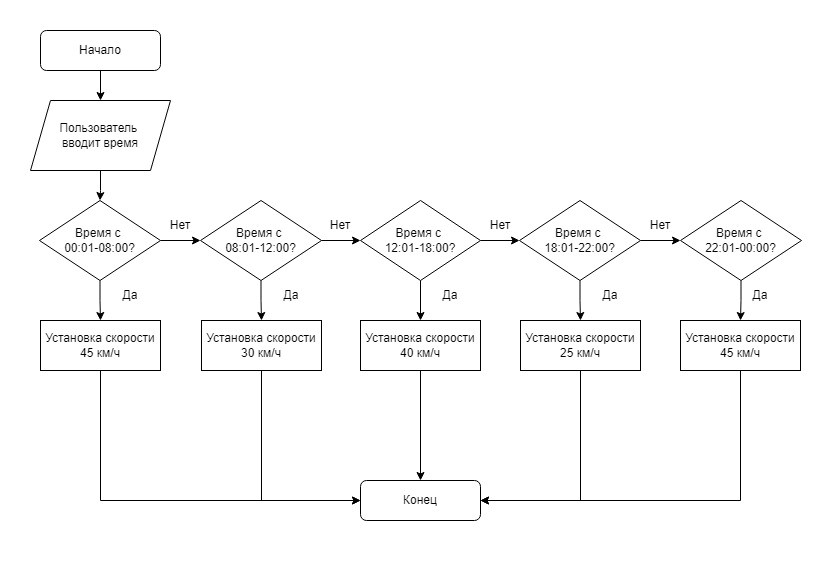 Начало
Пользователь
вводит время
Время с
00:01-08:00?
Нет
Время с
08:01-12:00?
Нет
Время с
12:01-18:00?
Нет
Время с
18:01-22:00?
Нет
Время с
22:01-00:00?
Да
Да
Да
Да
Да
Установка скорости
45 км/ч
Установка скорости
30 км/ч
Установка скорости
40 км/ч
Установка скорости
25 км/ч
Установка скорости
45 км/ч
Конец